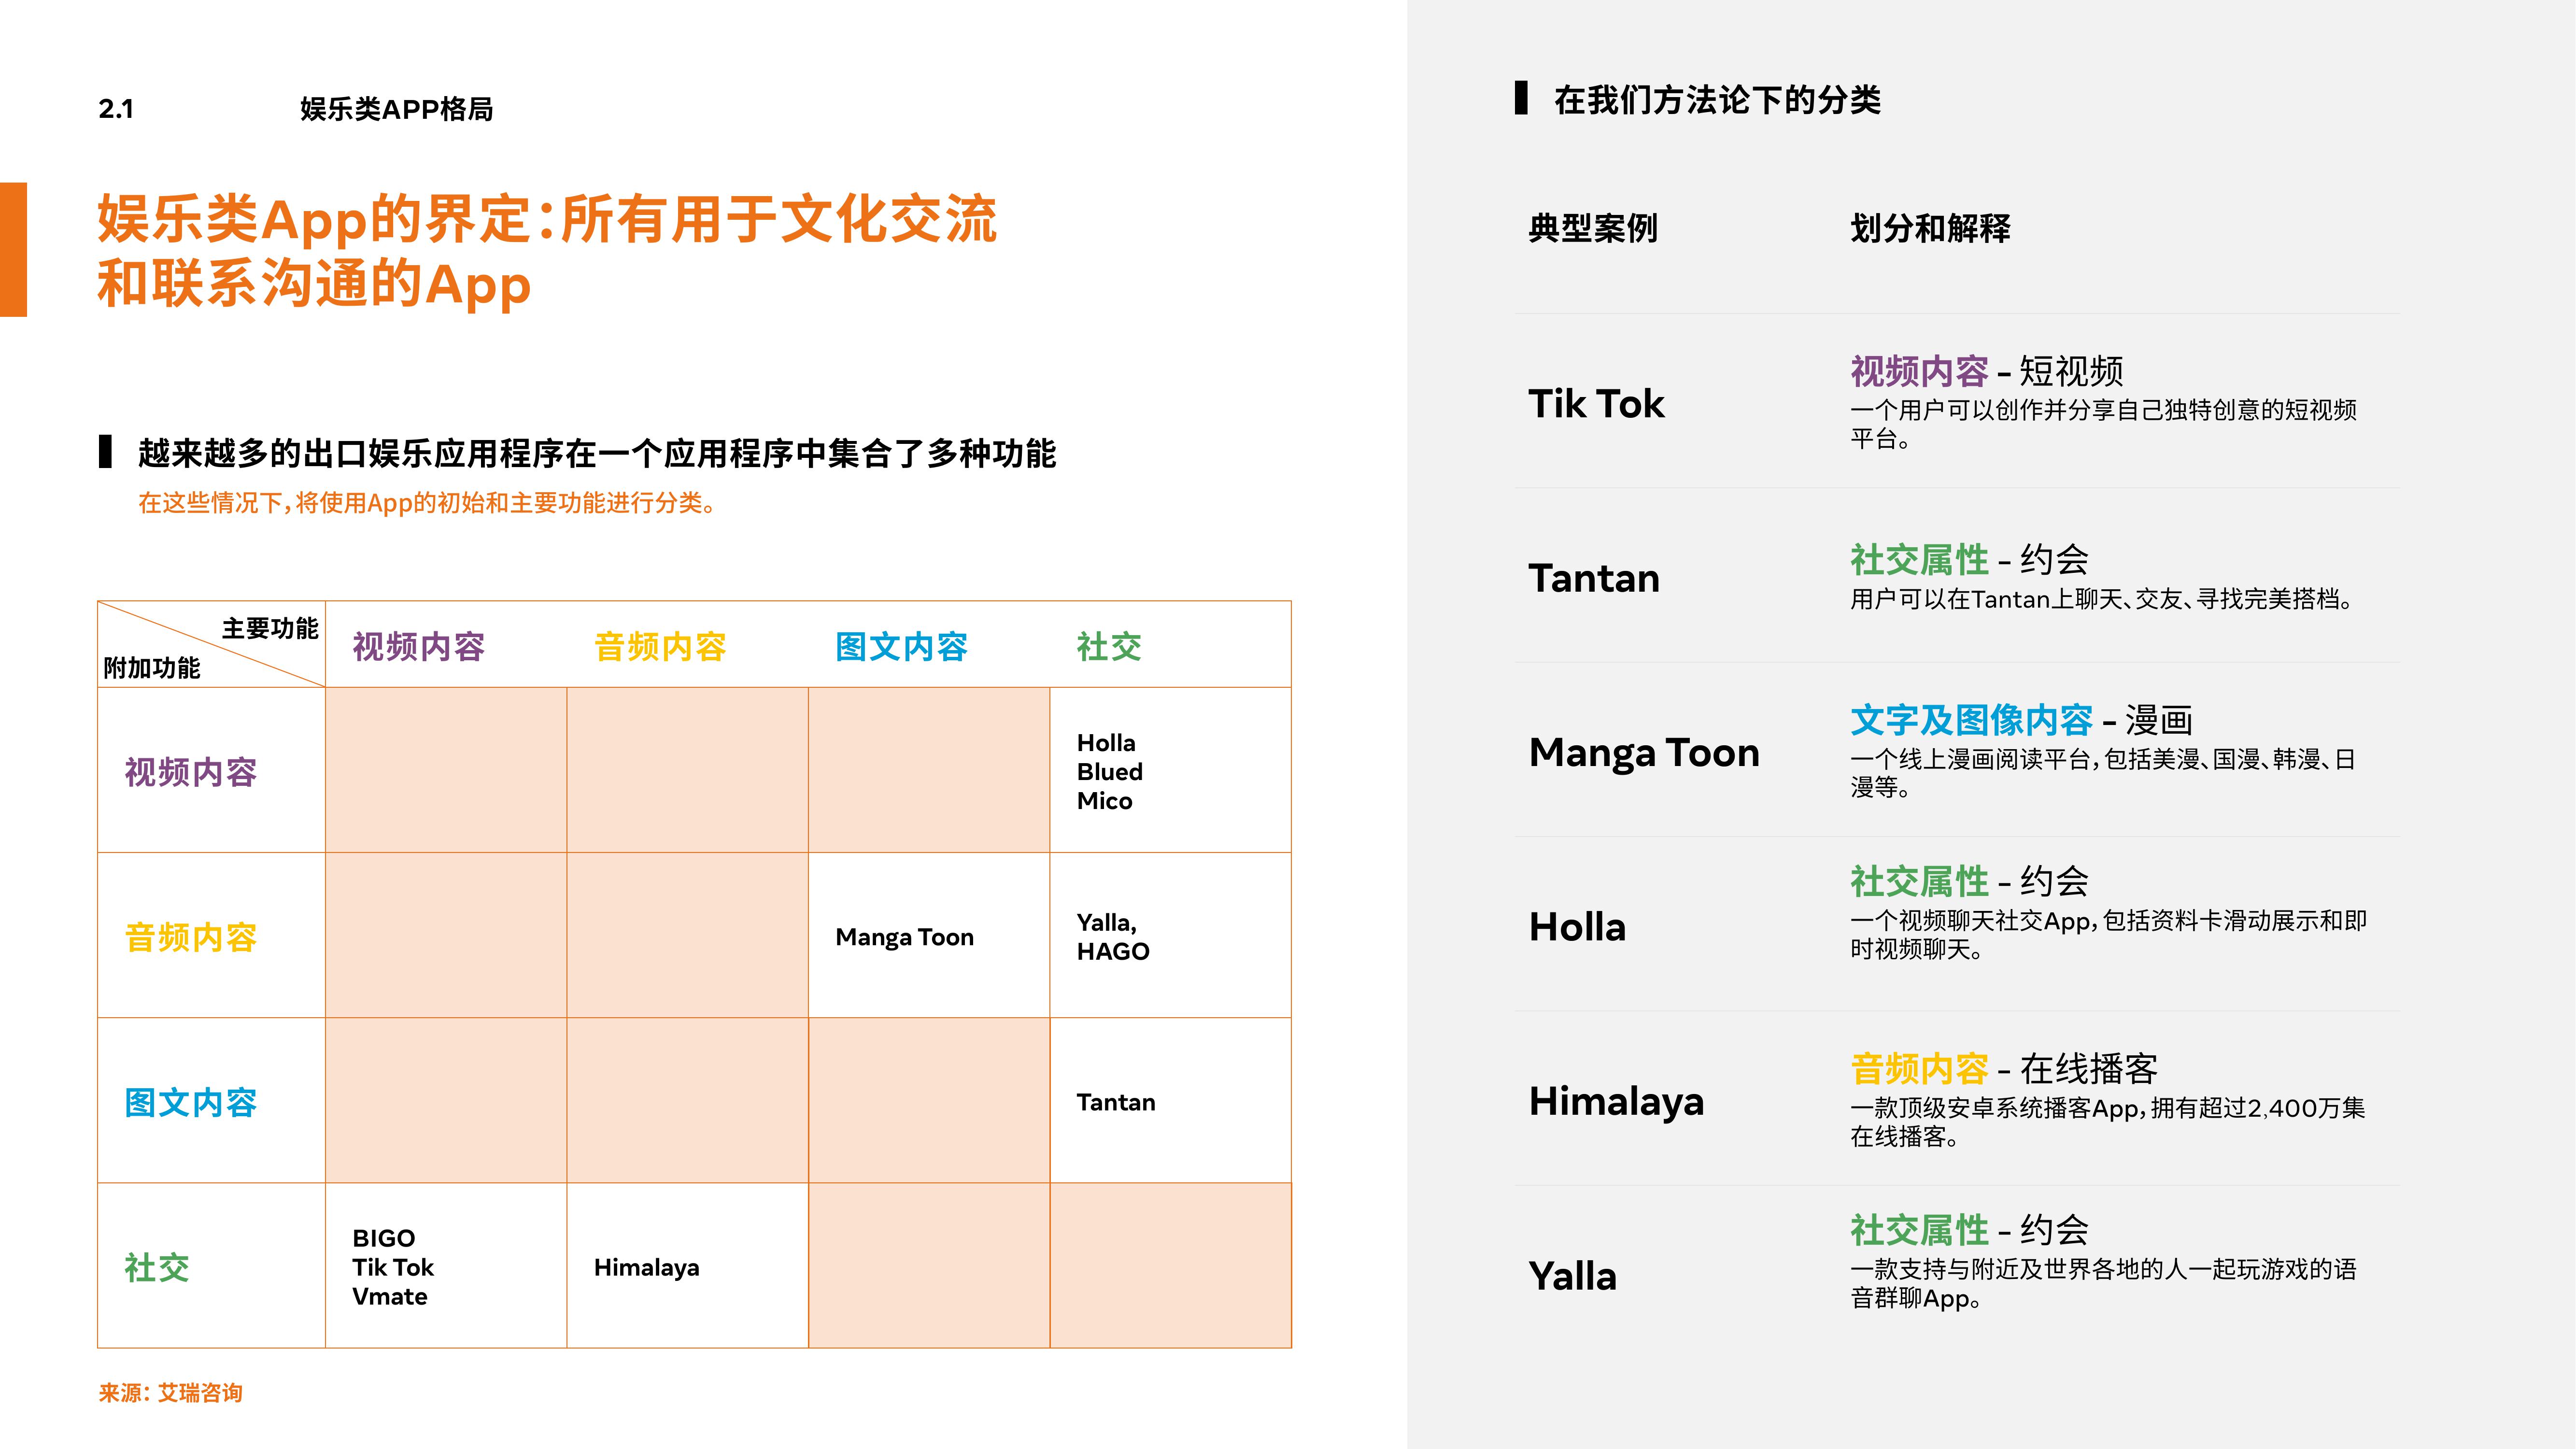 2.1 娱乐类APP格局
娱乐类App的界定：所有用于文化交流
和联系沟通的App
越来越多的出口娱乐应用程序在一个应用程序中集合了多种功能
在这些情况下，将使用App的初始和主要功能进行分类。
主要功能
附加功能
视频内容 音频内容 图文内容 社交
视频内容
Holla
Blued
Mico
音频内容
Manga Toon
Yalla,
HAGO
图文内容
Tantan
社交
BIGO
Tik Tok
Vmate
Himalaya
来源：艾瑞咨询
在我们方法论下的分类
典型案例 划分和解释
Tik Tok
视频内容 – 短视频
一个用户可以创作并分享自己独特创意的短视频
平台。
Tantan
社交属性 – 约会
用户可以在Tantan上聊天、交友、寻找完美搭档。
Manga Toon
文字及图像内容 – 漫画
一个线上漫画阅读平台，包括美漫、国漫、韩漫、日
漫等。
Holla
社交属性 – 约会
一个视频聊天社交App，包括资料卡滑动展示和即
时视频聊天。
Himalaya
音频内容 – 在线播客
一款顶级安卓系统播客App，拥有超过2,400万集
在线播客。
Yalla
社交属性 – 约会
一款支持与附近及世界各地的人一起玩游戏的语
音群聊App。